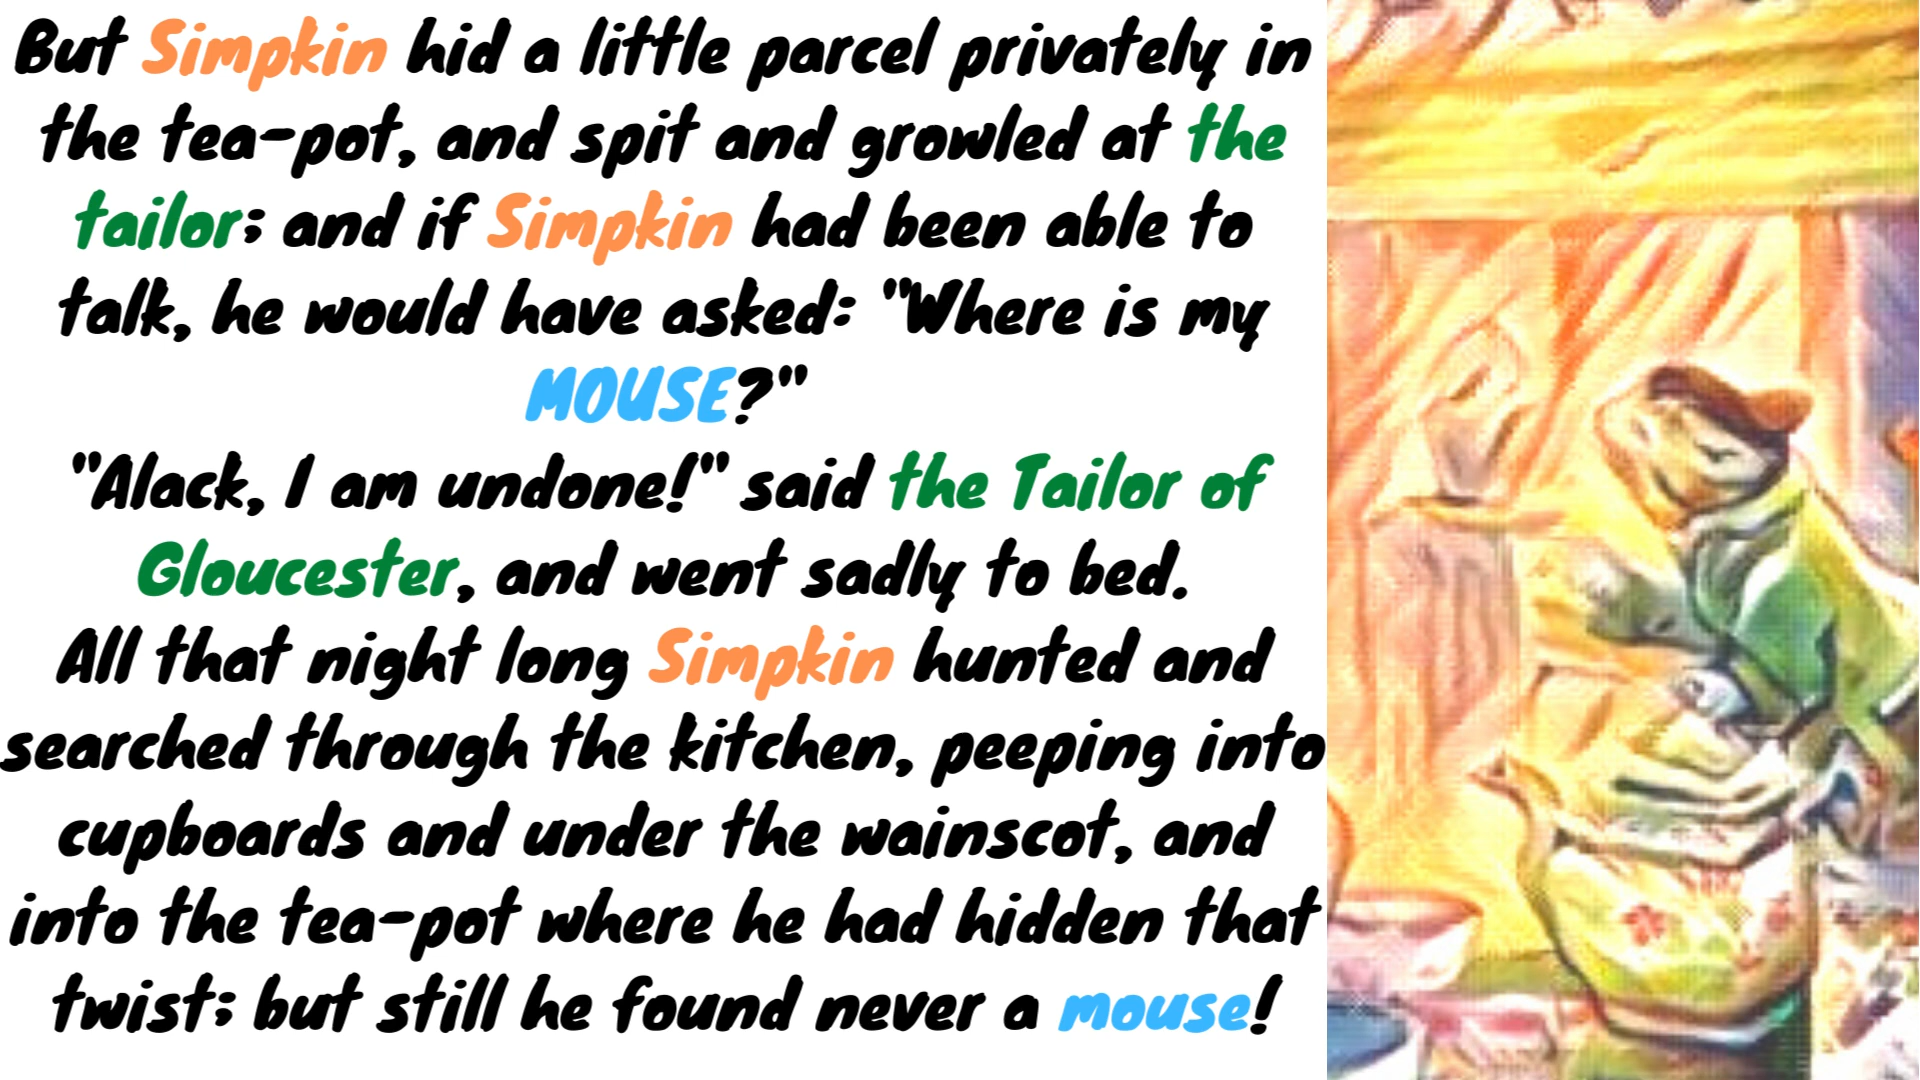 But Simpkin hid a little parcel privately in
the tea-pot, and spit and growled at the
tailor; and if Simpkin had been able to
talk, he would have asked: "Where is my
MOUSE?"
"Alack, I am undone!" said the Tailor of
Gloucester, and went sadly to bed.
All that night long Simpkin hunted and
searched through the kitchen, peeping into
cupboards and under the wainscot, and
into the tea-pot where he had hidden that
twist; but still he found never a mouse!